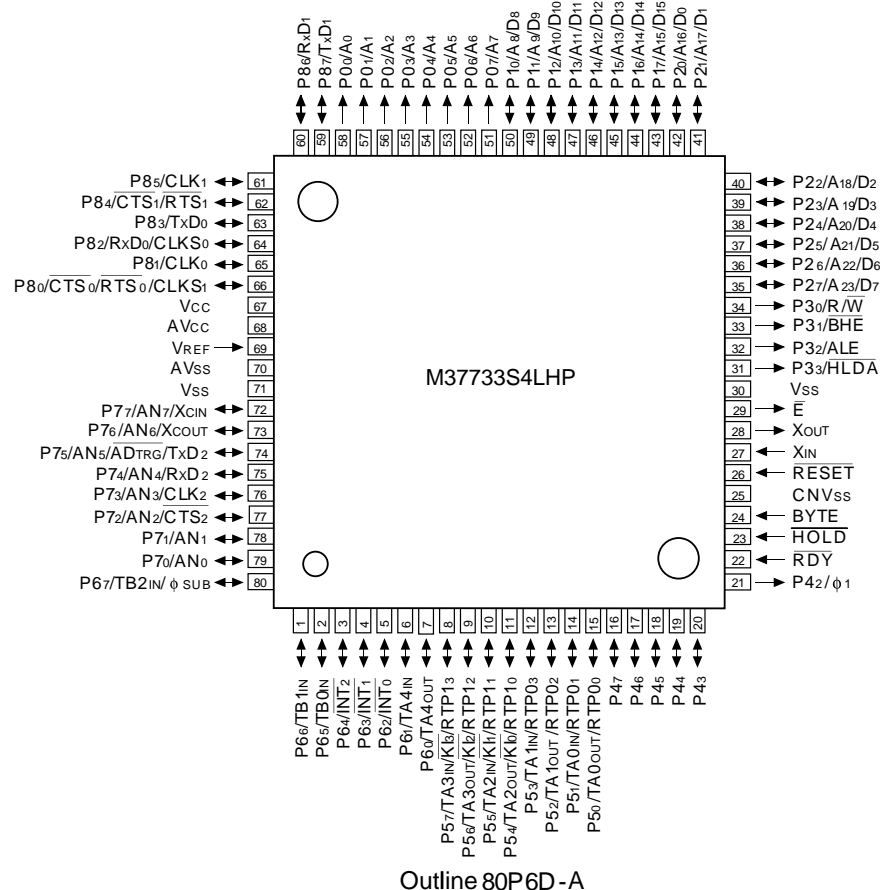 P86/RxD1
P87/TxD1
P00/A0
P01/A1
P02/A2
P03/A3
P04/A4
P05/A5
P06/A6
P07/A7
P10/A8/D8
P11/A9/D9
P12/A10/D10
P13/A11/D11
P14/A12/D12
P15/A13/D13
P16/A14/D14
P17/A15/D15
P20/A16/D0
P21/A17/D1
60 59 58 57 56 55 54 53 52 51 50 49 48 47 46 45 44 43 42 41
P85/CLK1 61
P84/CTS1/RTS1 62
P83/TxD0 63
P82/RxD0/CLKS0 64
P81/CLK0 65
P80/CTS0/RTS0/CLKS1 66
VCC 67
AVCC 68
VREF 69
AVSS 70
VSS 71
P77/AN7/XCIN 72
P76/AN6/XCOUT 73
P75/AN5/ADTRG/TxD2 74
P74/AN4/RxD2 75
P73/AN3/CLK2 76
P72/AN2/CTS2 77
P71/AN1 78
P70/AN0 79
P67/TB2IN/ϕSUB 80
M37733S4LHP
40 P22/A18/D2
39 P23/A19/D3
38 P24/A20/D4
37 P25/A21/D5
36 P26/A22/D6
35 P27/A23/D7
34 P30/R/W
33 P31/BHE
32 P32/ALE
31 P33/HLDA
30 VSS
29 E
28 XOUT
27 XIN
26 RESET
25 CNVSS
24 BYTE
23 HOLD
22 RDY
21 P42/ϕ1
1 2 3 4 5 6 7 8 9 10 11 12 13 14 15 16 17 18 19 20
P66/TB1IN
P65/TB0IN
P64/INT2
P63/INT1
P62/INT0
P61/TA4IN
P60/TA4OUT
P57/TA3IN/KI3/RTP13
P56/TA3OUT/KI2/RTP12
P55/TA2IN/KI1/RTP11
P54/TA2OUT/KI0/RTP10
P53/TA1IN/RTP03
P52/TA1OUT/RTP02
P51/TA0IN/RTP01
P50/TA0OUT/RTP00
P47
P46
P45
P44
P43
Outline 80P6D-A